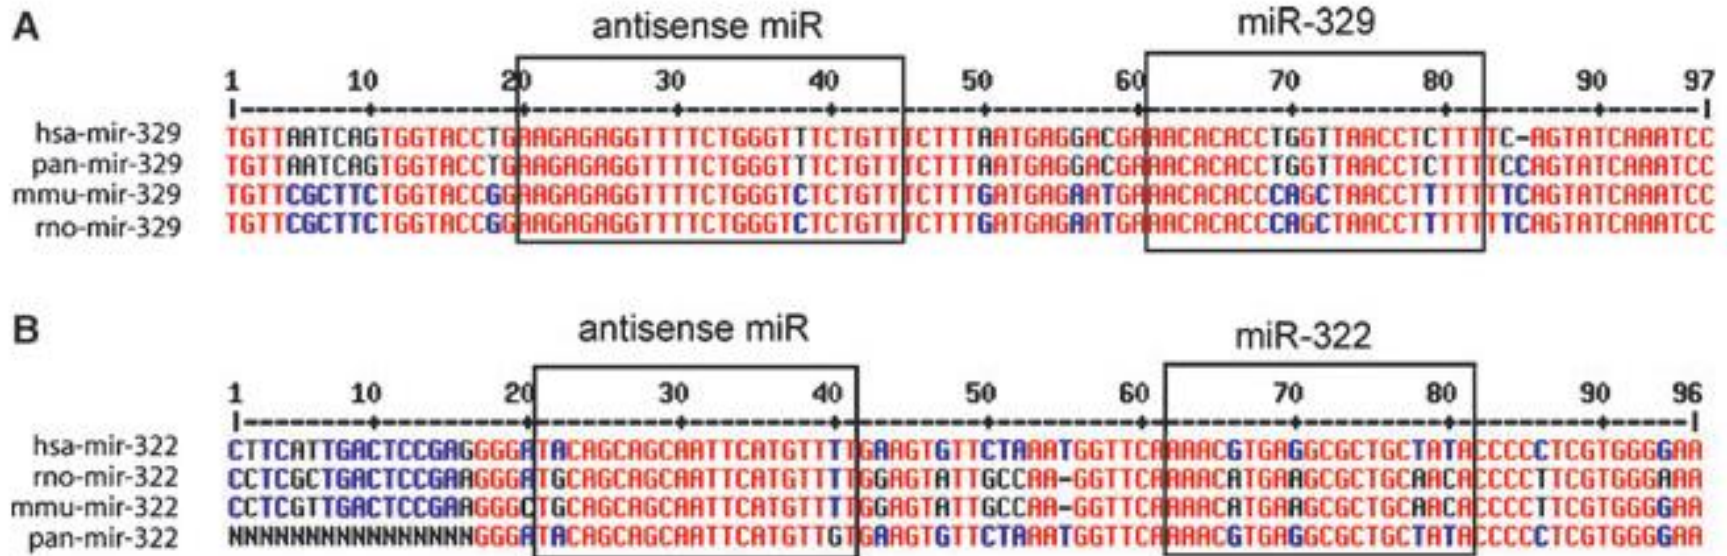 A
antisense miR
miR-329
1 10 20 30 40 50 60 70 80 90 97
hsa-mir-329 TGTTAATCAGTGGTACCTGAAGAGAGGTTTTCTGGGTTTCTGTTTCTTTAATGAGGACGAAACACACCTGGTTAACCTCTTTTC-AGTATCAAATCC
pan-mir-329 TGTTAATCAGTGGTACCTGAAGAGAGGTTTTCTGGGTTTCTGTTTCTTTAATGAGGACGAAACACACCTGGTTAACCTCTTTTCCAGTATCAAATCC
mmu-mir-329 TGTTCGCTTCTGGTACCGGAAGAGAGGTTTTCTGGGTCTCTGTTTCTTTGATGAGAATGAAACACACCCAGCTAACCTTTTTTTCAGTATCAAATCC
rno-mir-329 TGTTCGCTTCTGGTACCGGAAGAGAGGTTTTCTGGGTCTCTGTTTCTTTGATGAGAATGAAACACACCCAGCTAACCTTTTTTTCAGTATCAAATCC
B
antisense miR
miR-322
1 10 20 30 40 50 60 70 80 90 96
hsa-mir-322 CTTCATTGACTCCGAGGGGATACAGCAGCAATTCATGTTTTGAAGTGTTCTAAATGGTTCAAAACGTGAGGCGCTGCTATACCCCCTCGTGGGGAA
rno-mir-322 CCTCGCTGACTCCGAAGGGATGCAGCAGCAATTCATGTTTTGGAGTATTGCCAA-GGTTCAAAACATGAAGCGCTGCAACACCCCTTCGTGGGAAA
mmu-mir-322 CCTCGTTGACTCCGAAGGGCTGCAGCAGCAATTCATGTTTTGGAGTATTGCCAA-GGTTCAAAACATGAAGCGCTGCAACACCCCTTCGTGGGGAA
pan-mir-322 NNNNNNNNNNNNNNNNGGGATACAGCAGCAATTCATGTTGTGAAGTGTTCTAAATGGTTCAAAACGTGAGGCGCTGCTATACCCCCTCGTGGGGAA